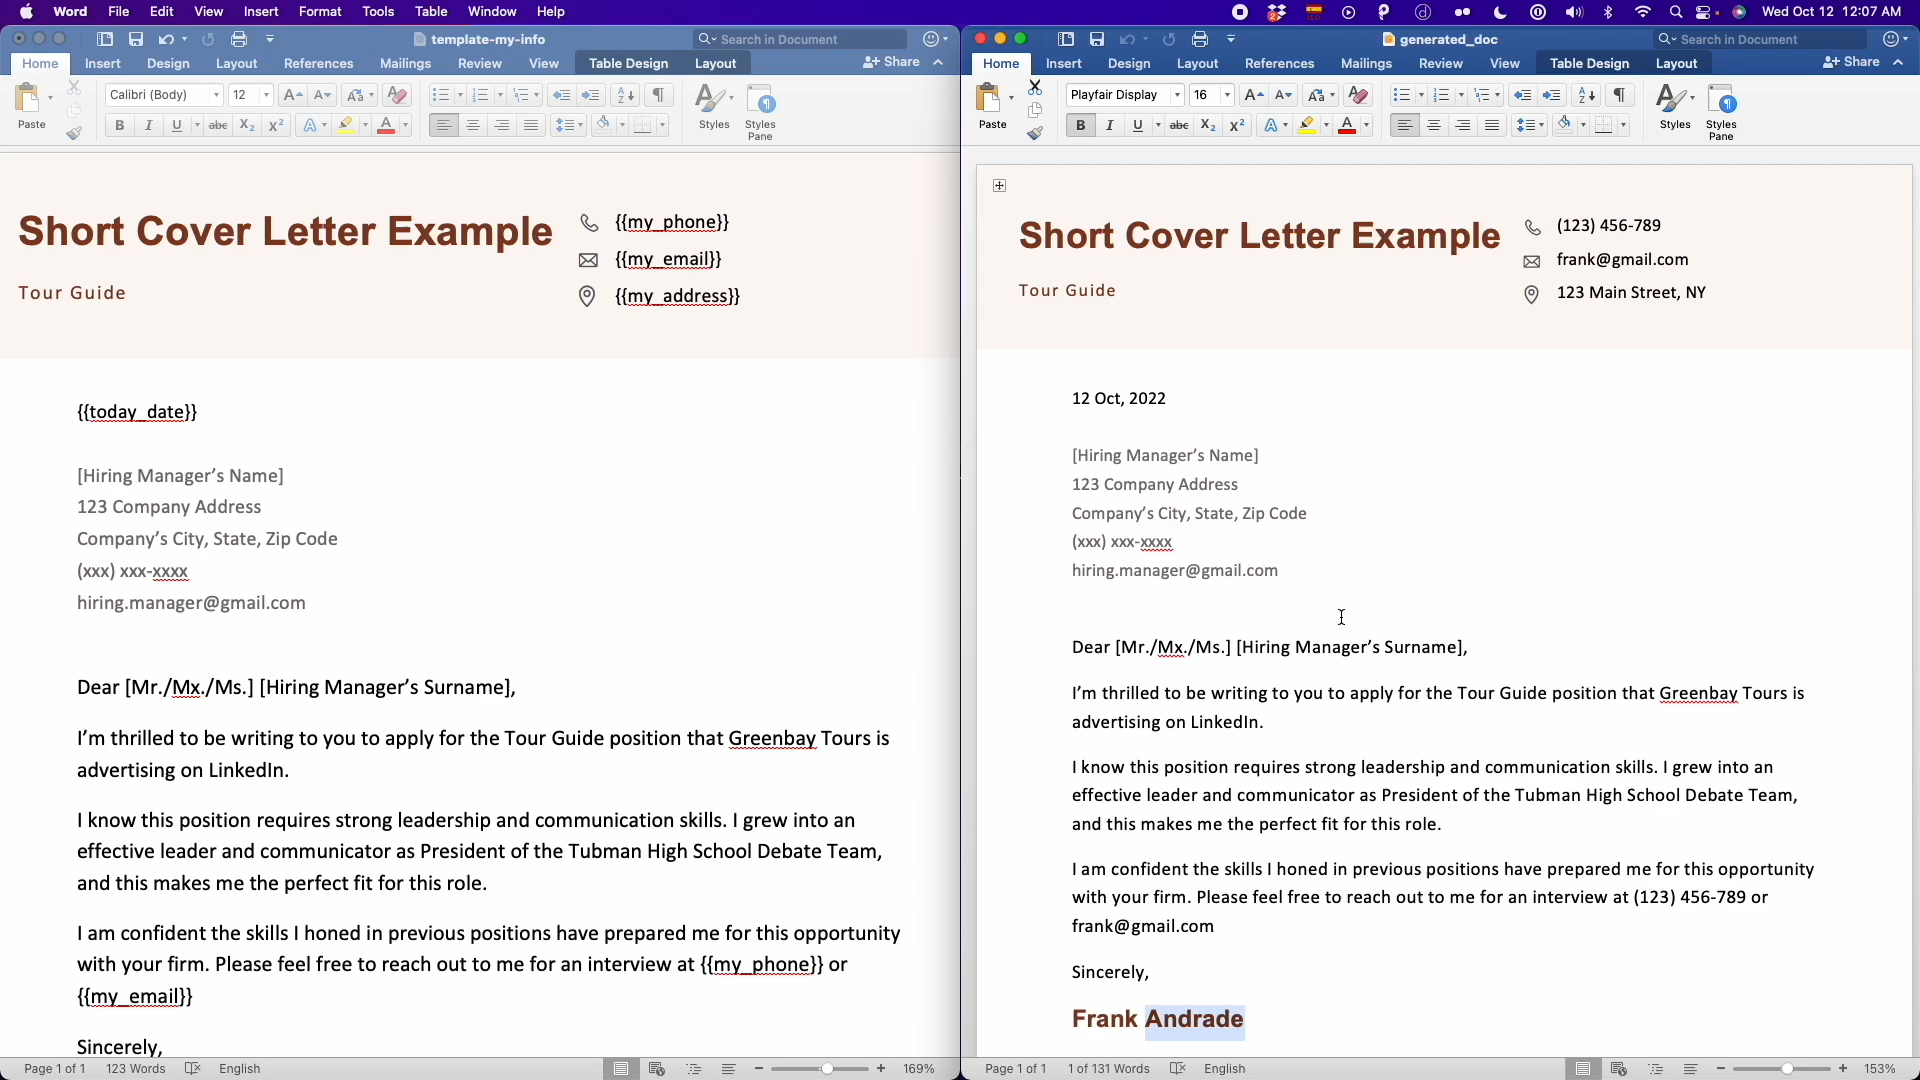 Word File Edit View Insert Format Tools Table Window Help
Wed Oct 12 12:07 AM
template-my-info
Search in Document
Home Insert Design Layout References Mailings Review View Table Design Layout
Share
Paste
Calibri (Body) 12
Styles
Styles Pane
Short Cover Letter Example
Tour Guide
{{my_phone}}
{{my_email}}
{{my_address}}
{{today_date}}
[Hiring Manager's Name]
123 Company Address
Company's City, State, Zip Code
(xxx) xxx-xxxx
hiring.manager@gmail.com
Dear [Mr./Mx./Ms.] [Hiring Manager's Surname],
I'm thrilled to be writing to you to apply for the Tour Guide position that Greenbay Tours is
advertising on LinkedIn.
I know this position requires strong leadership and communication skills. I grew into an
effective leader and communicator as President of the Tubman High School Debate Team,
and this makes me the perfect fit for this role.
I am confident the skills I honed in previous positions have prepared me for this opportunity
with your firm. Please feel free to reach out to me for an interview at {{my_phone}} or
{{my_email}}
Sincerely,
Page 1 of 1 123 Words English 169%
generated_doc
Search in Document
Home Insert Design Layout References Mailings Review View Table Design Layout
Share
Paste
Playfair Display 16
Styles
Styles Pane
Short Cover Letter Example
Tour Guide
(123) 456-789
frank@gmail.com
123 Main Street, NY
12 Oct, 2022
[Hiring Manager's Name]
123 Company Address
Company's City, State, Zip Code
(xxx) xxx-xxxx
hiring.manager@gmail.com
Dear [Mr./Mx./Ms.] [Hiring Manager's Surname],
I'm thrilled to be writing to you to apply for the Tour Guide position that Greenbay Tours is
advertising on LinkedIn.
I know this position requires strong leadership and communication skills. I grew into an
effective leader and communicator as President of the Tubman High School Debate Team,
and this makes me the perfect fit for this role.
I am confident the skills I honed in previous positions have prepared me for this opportunity
with your firm. Please feel free to reach out to me for an interview at (123) 456-789 or
frank@gmail.com
Sincerely,
Frank Andrade
Page 1 of 1 1 of 131 Words English 153%